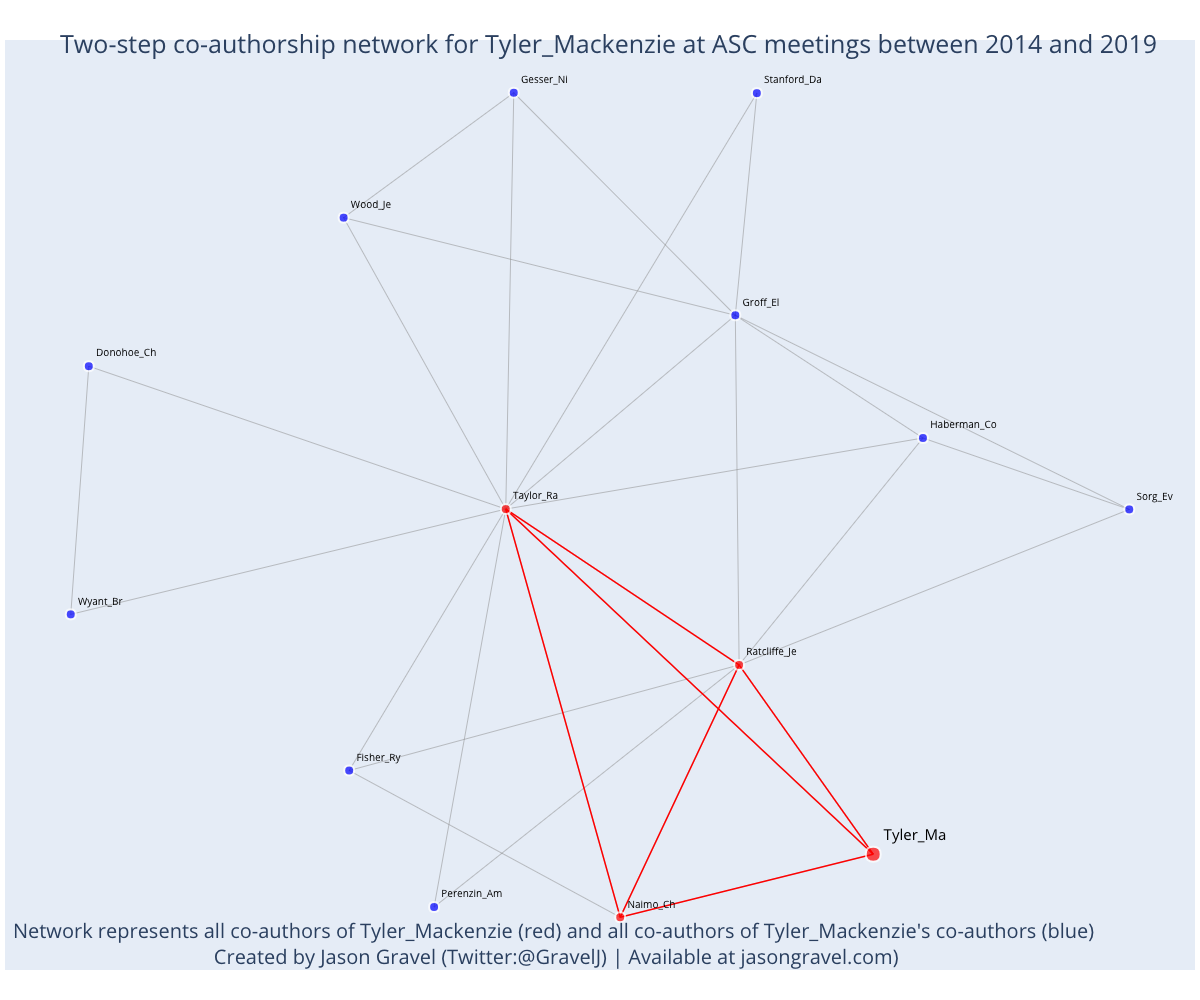 Two-step co-authorship network for Tyler_Mackenzie at ASC meetings between 2014 and 2019
Gesser_Ni
Stanford_Da
Wood_Je
Groff_El
Donohoe_Ch
Haberman_Co
Taylor_Ra
Sorg_Ev
Wyant_Br
Ratcliffe_Je
Fisher_Ry
Tyler_Ma
Perenzin_Am
Naimo_Ch
Network represents all co-authors of Tyler_Mackenzie (red) and all co-authors of Tyler_Mackenzie's co-authors (blue)
Created by Jason Gravel (Twitter:@GravelJ) | Available at jasongravel.com)